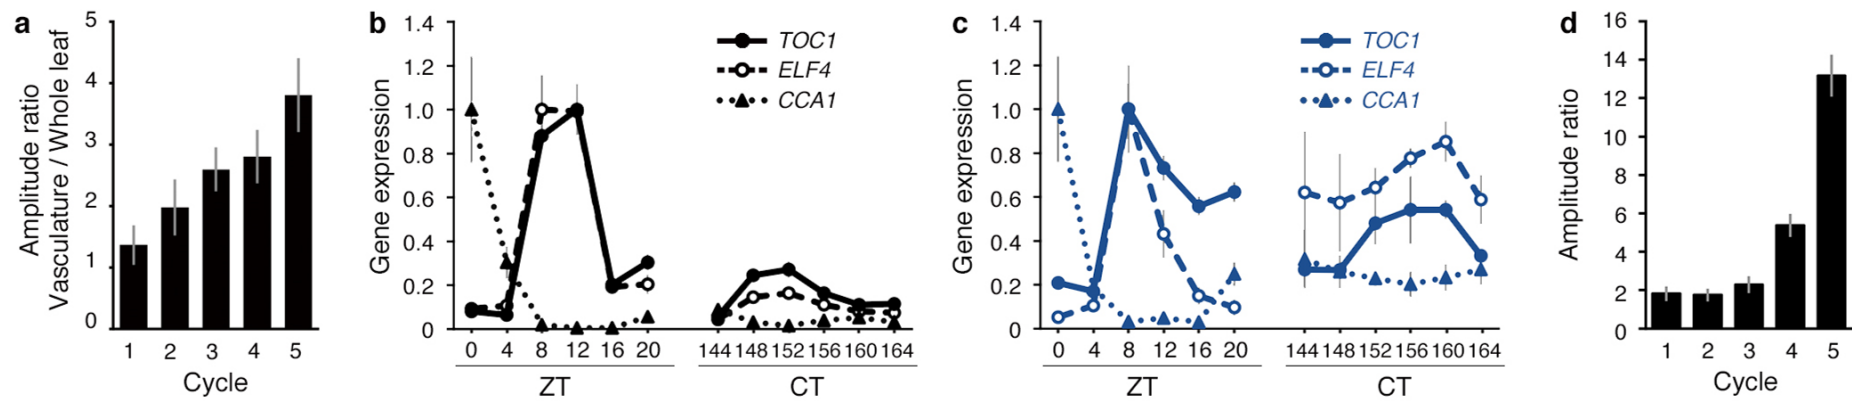 a
Amplitude ratio
Vasculature / Whole leaf
5
4
3
2
1
0
1 2 3 4 5
Cycle
b
Gene expression
1.4
1.2
1.0
0.8
0.6
0.4
0.2
0
TOC1
ELF4
CCA1
0 4 8 12 16 20
144 148 152 156 160 164
ZT
CT
c
Gene expression
1.4
1.2
1.0
0.8
0.6
0.4
0.2
0
TOC1
ELF4
CCA1
0 4 8 12 16 20
144 148 152 156 160 164
ZT
CT
d
Amplitude ratio
16
14
12
10
8
6
4
2
0
1 2 3 4 5
Cycle